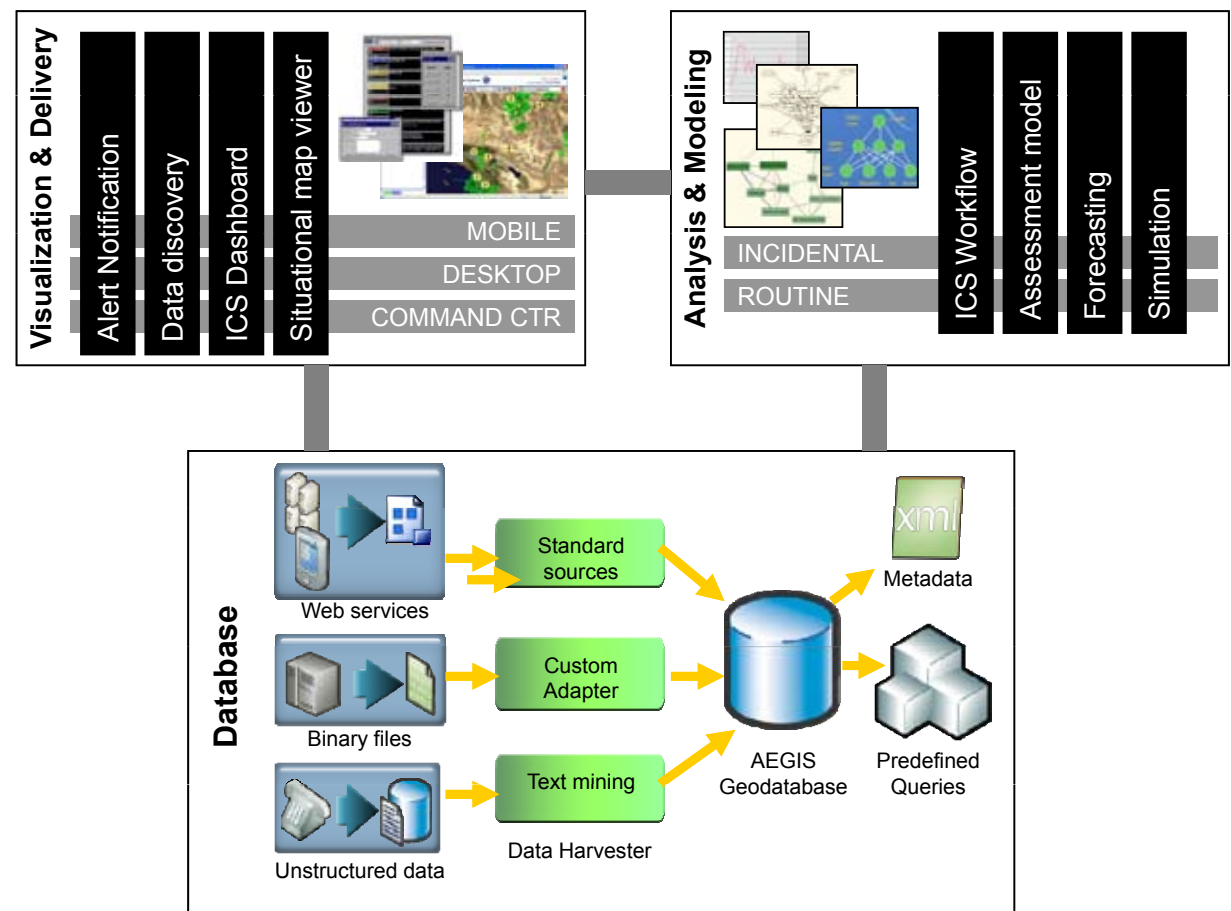 Visualization & Delivery
Alert Notification
Data discovery
ICS Dashboard
Situational map viewer
MOBILE
DESKTOP
COMMAND CTR
Analysis & Modeling
INCIDENTAL
ROUTINE
ICS Workflow
Assessment model
Forecasting
Simulation
Database
Web services
Binary files
Unstructured data
Standard
sources
Custom
Adapter
Text mining
Data Harvester
AEGIS
Geodatabase
xml
Metadata
Predefined
Queries